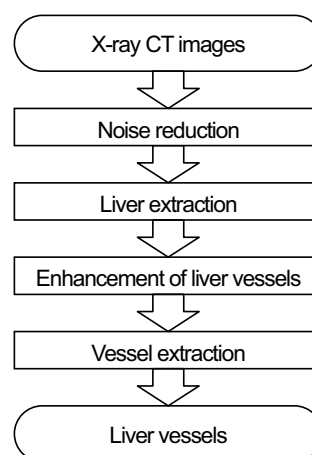 X-ray CT images
Noise reduction
Liver extraction
Enhancement of liver vessels
Vessel extraction
Liver vessels